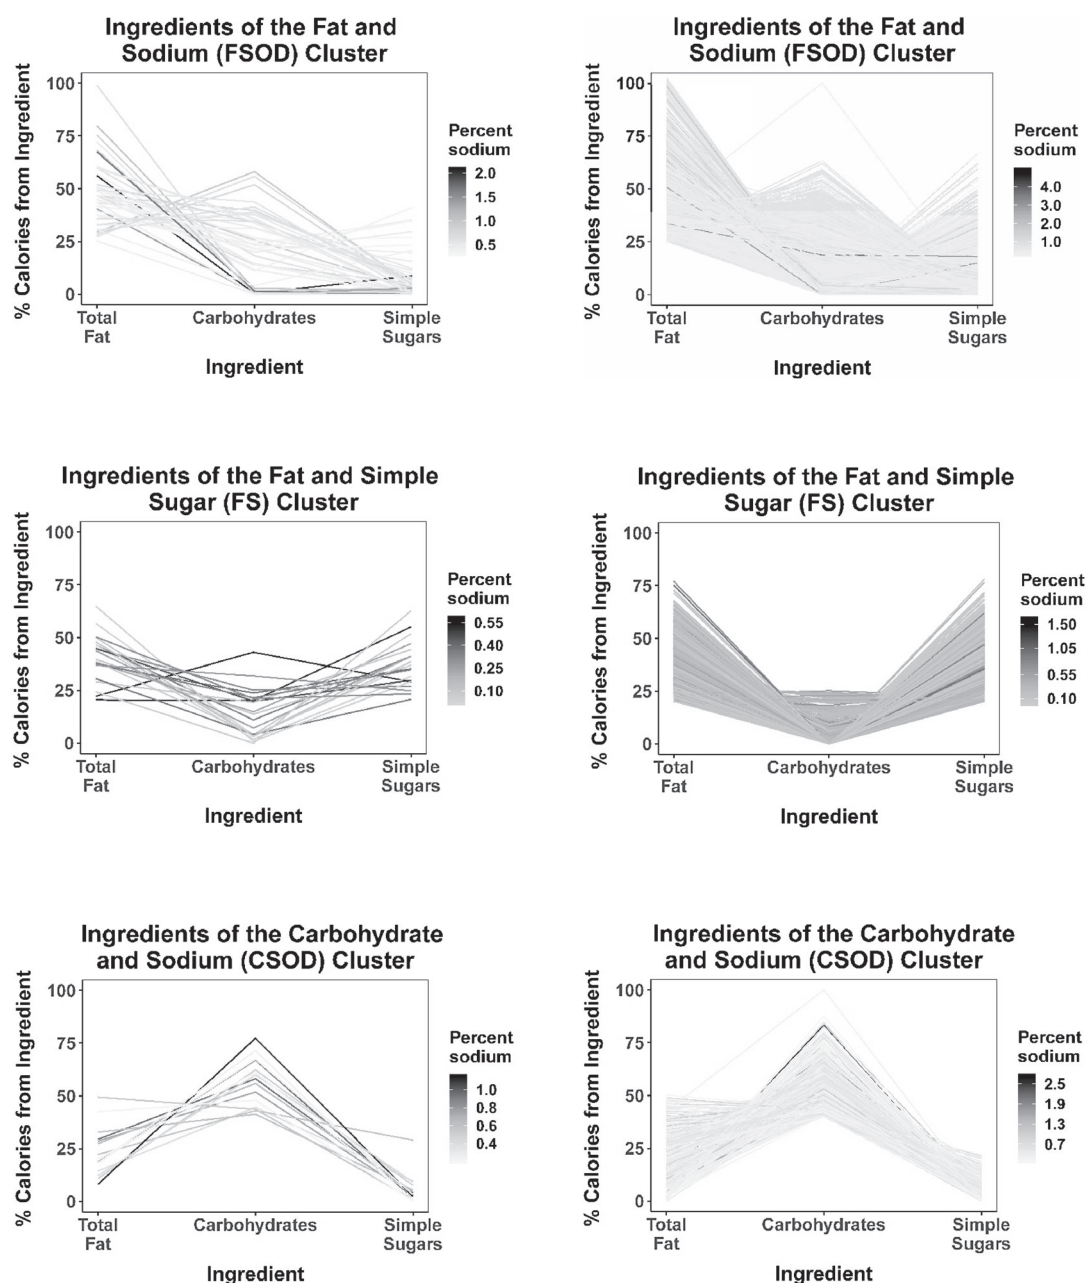 Ingredients of the Fat and
Sodium (FSOD) Cluster
% Calories from Ingredient
100
75
50
25
0
Total
Fat
Carbohydrates
Simple
Sugars
Ingredient
Percent
sodium
2.0
1.5
1.0
0.5
Ingredients of the Fat and
Sodium (FSOD) Cluster
% Calories from Ingredient
100
75
50
25
0
Total
Fat
Carbohydrates
Simple
Sugars
Ingredient
Percent
sodium
4.0
3.0
2.0
1.0
Ingredients of the Fat and Simple
Sugar (FS) Cluster
% Calories from Ingredient
100
75
50
25
0
Total
Fat
Carbohydrates
Simple
Sugars
Ingredient
Percent
sodium
0.55
0.40
0.25
0.10
Ingredients of the Fat and Simple
Sugar (FS) Cluster
% Calories from Ingredient
100
75
50
25
0
Total
Fat
Carbohydrates
Simple
Sugars
Ingredient
Percent
sodium
1.50
1.05
0.55
0.10
Ingredients of the Carbohydrate
and Sodium (CSOD) Cluster
% Calories from Ingredient
100
75
50
25
0
Total
Fat
Carbohydrates
Simple
Sugars
Ingredient
Percent
sodium
1.0
0.8
0.6
0.4
Ingredients of the Carbohydrate
and Sodium (CSOD) Cluster
% Calories from Ingredient
100
75
50
25
0
Total
Fat
Carbohydrates
Simple
Sugars
Ingredient
Percent
sodium
2.5
1.9
1.3
0.7